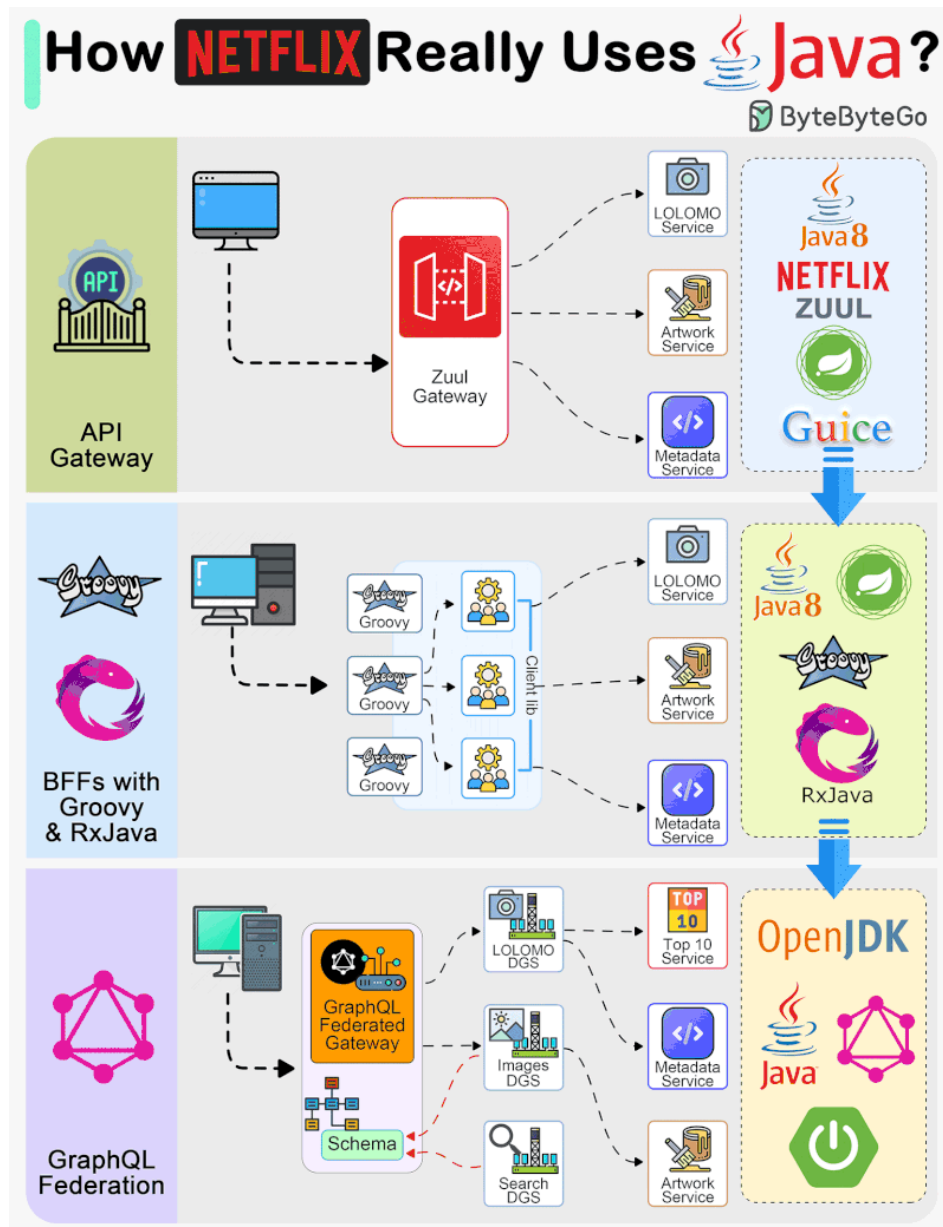 How NETFLIX Really Uses Java?
ByteByteGo
API
API
Gateway
Zuul
Gateway
LOLOMO
Service
Artwork
Service
Metadata
Service
Java 8
NETFLIX
ZUUL
Guice
Groovy
BFFs with
Groovy
& RxJava
Groovy
Groovy
Groovy
Groovy
Groovy
Groovy
Client lib
LOLOMO
Service
Artwork
Service
Metadata
Service
Java 8
Groovy
RxJava
GraphQL
Federation
GraphQL
Federated
Gateway
Schema
LOLOMO
DGS
Images
DGS
Search
DGS
TOP
10
Top 10
Service
Metadata
Service
Artwork
Service
OpenJDK
Java